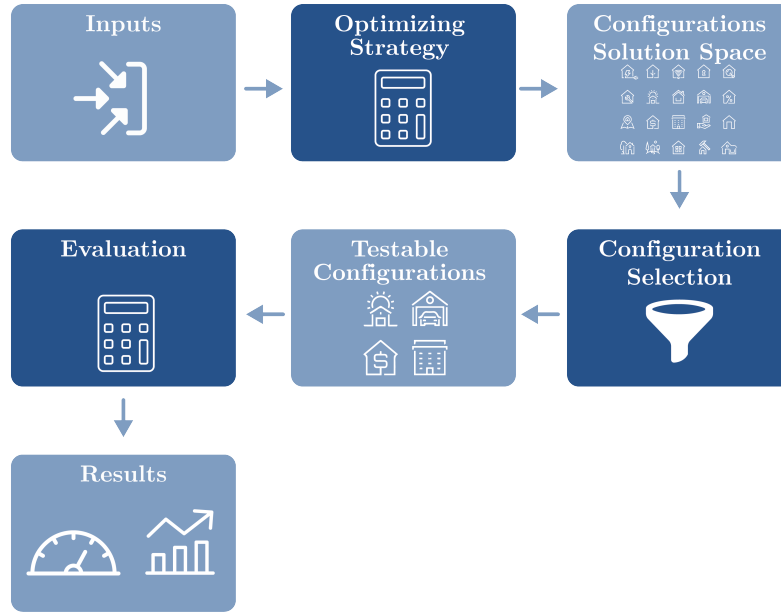 Inputs
Optimizing
Strategy
Configurations
Solution Space
Evaluation
Testable
Configurations
Configuration
Selection
Results